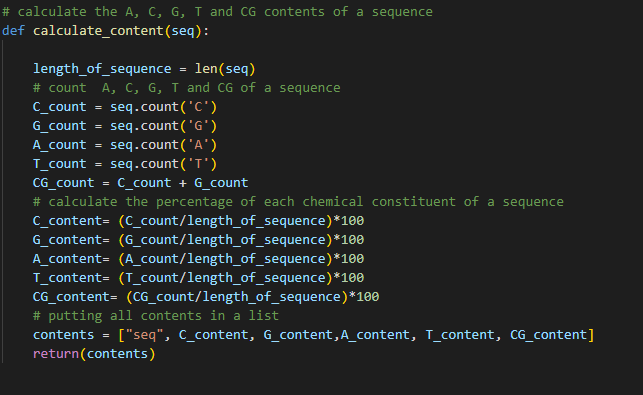 # calculate the A, C, G, T and CG contents of a sequence
def calculate_content(seq):
length_of_sequence = len(seq)
# count  A, C, G, T and CG of a sequence
C_count = seq.count('C')
G_count = seq.count('G')
A_count = seq.count('A')
T_count = seq.count('T')
CG_count = C_count + G_count
# calculate the percentage of each chemical constituent of a sequence
C_content= (C_count/length_of_sequence)*100
G_content= (G_count/length_of_sequence)*100
A_content= (A_count/length_of_sequence)*100
T_content= (T_count/length_of_sequence)*100
CG_content= (CG_count/length_of_sequence)*100
# putting all contents in a list
contents = ["seq", C_content, G_content,A_content, T_content, CG_content]
return(contents)